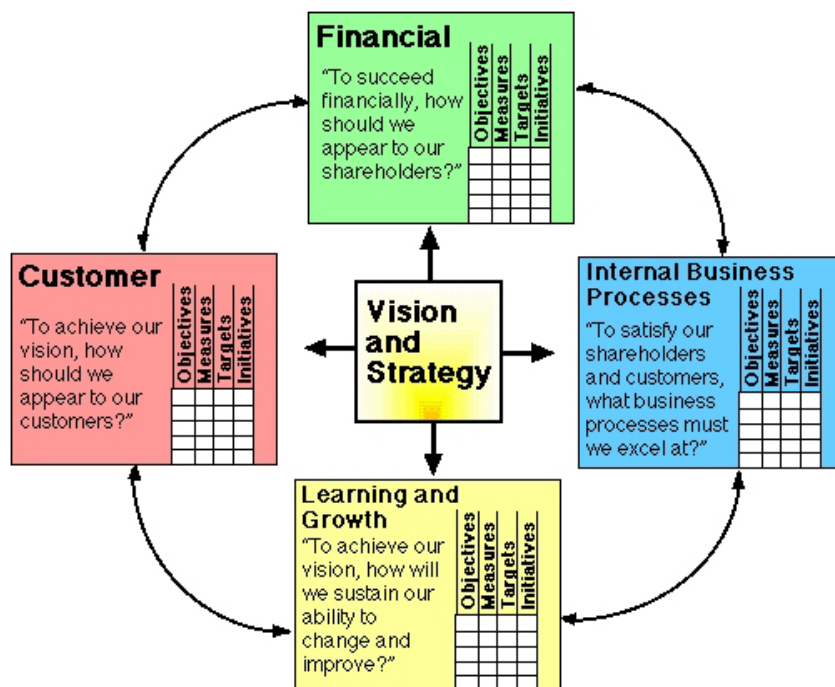 Financial
“To succeed
financially, how
should we
appear to our
shareholders?”
Objectives
Measures
Targets
Initiatives
Customer
“To achieve our
vision, how
should we
appear to our
customers?”
Objectives
Measures
Targets
Initiatives
Vision
and
Strategy
Internal Business
Processes
“To satisfy our
shareholders
and customers,
what business
processes must
we excel at?”
Objectives
Measures
Targets
Initiatives
Learning and
Growth
“To achieve our
vision, how will
we sustain our
ability to
change and
improve?”
Objectives
Measures
Targets
Initiatives